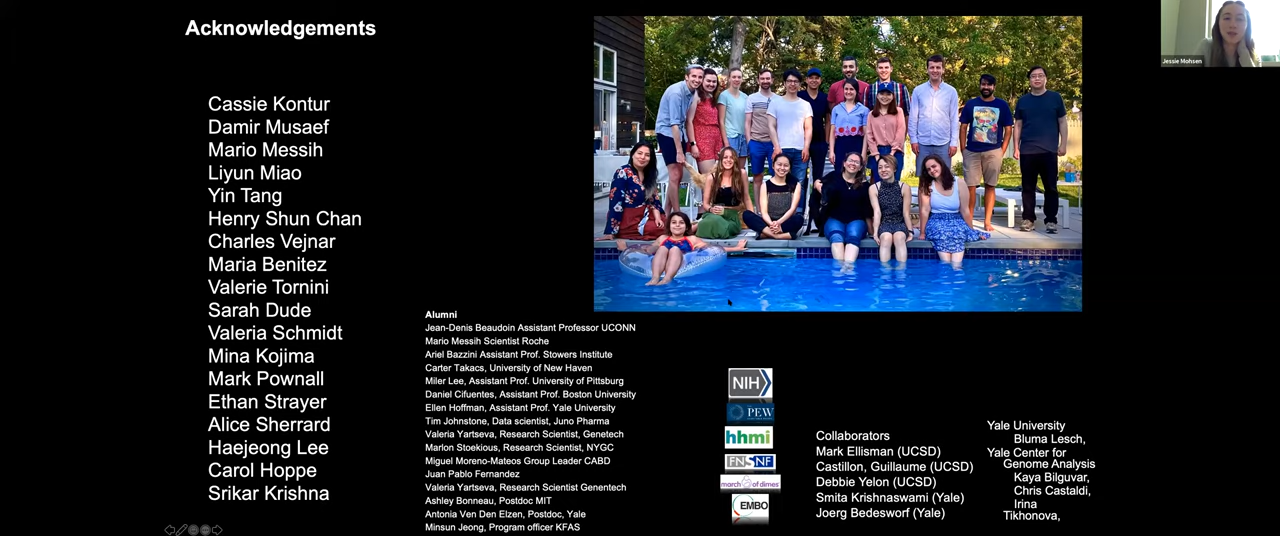 Acknowledgements
Jessie Mohsen
Cassie Kontur
Damir Musaef
Mario Messih
Liyun Miao
Yin Tang
Henry Shun Chan
Charles Vejnar
Maria Benitez
Valerie Tornini
Sarah Dude
Valeria Schmidt
Mina Kojima
Mark Pownall
Ethan Strayer
Alice Sherrard
Haejeong Lee
Carol Hoppe
Srikar Krishna
Alumni
Jean-Denis Beaudoin Assistant Professor UCONN
Mario Messih Scientist Roche
Ariel Bazzini Assistant Prof. Stowers Institute
Carter Takacs, University of New Haven
Miler Lee, Assistant Prof. University of Pittsburg
Daniel Cifuentes, Assistant Prof. Boston University
Ellen Hoffman, Assistant Prof. Yale University
Tim Johnstone, Data scientist, Juno Pharma
Valeria Yartseva, Research Scientist, Genetech
Marlon Stoekious, Research Scientist, NYGC
Miguel Moreno-Mateos Group Leader CABD
Juan Pablo Fernandez
Valeria Yartseva, Research Scientist Genentech
Ashley Bonneau, Postdoc MIT
Antonia Ven Den Elzen, Postdoc, Yale
Minsun Jeong, Program officer KFAS
NIH
PEW
hhmi
FNSNF
march of dimes
EMBO
Collaborators
Mark Ellisman (UCSD)
Castillon, Guillaume (UCSD)
Debbie Yelon (UCSD)
Smita Krishnaswami (Yale)
Joerg Bedesworf (Yale)
Yale University
Bluma Lesch,
Yale Center for
Genome Analysis
Kaya Bilguvar,
Chris Castaldi,
Irina
Tikhonova,